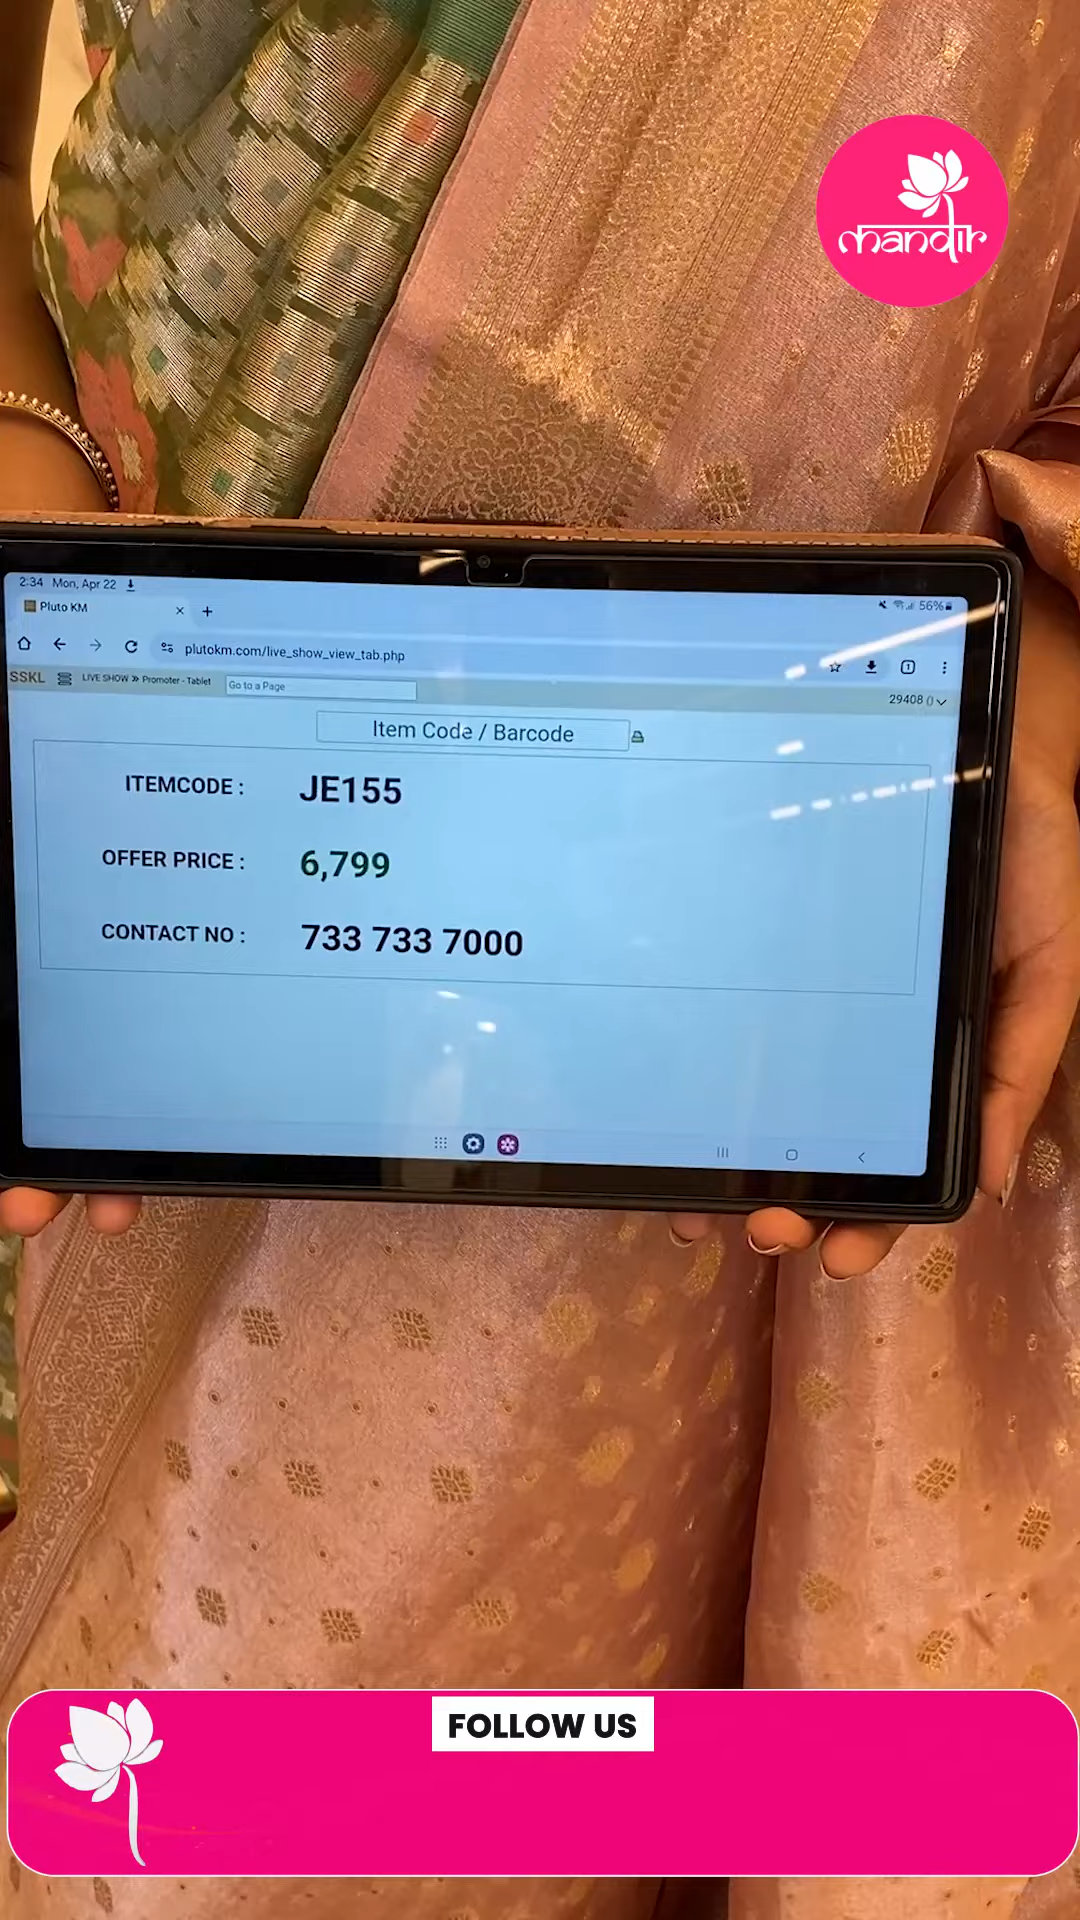 mandir
2:34 Mon, Apr 22
56%
Pluto KM
plutokm.com/live_show_view_tab.php
SSKL
LIVE SHOW » Promoter - Tablet
Go to a Page
29408 ()
Item Code / Barcode
ITEMCODE : JE155
OFFER PRICE : 6,799
CONTACT NO : 733 733 7000
FOLLOW US